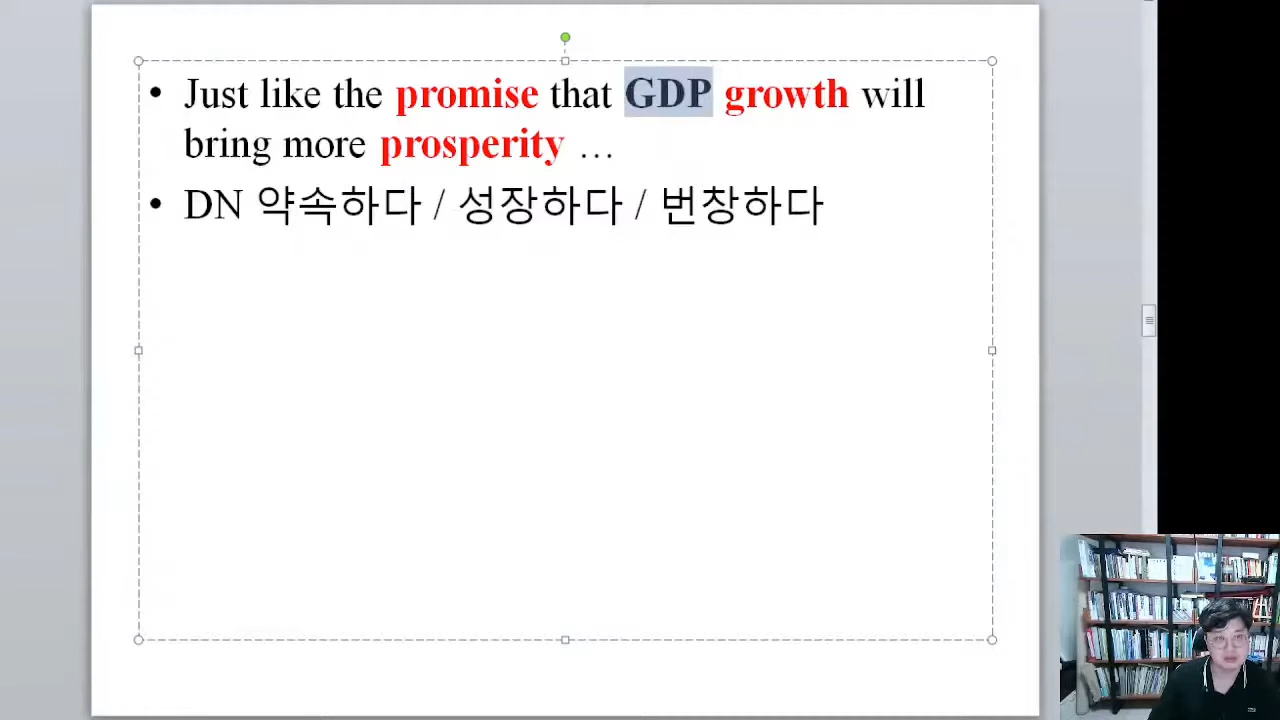 • Just like the promise that GDP growth will
bring more prosperity …
• DN 약속하다 / 성장하다 / 번창하다